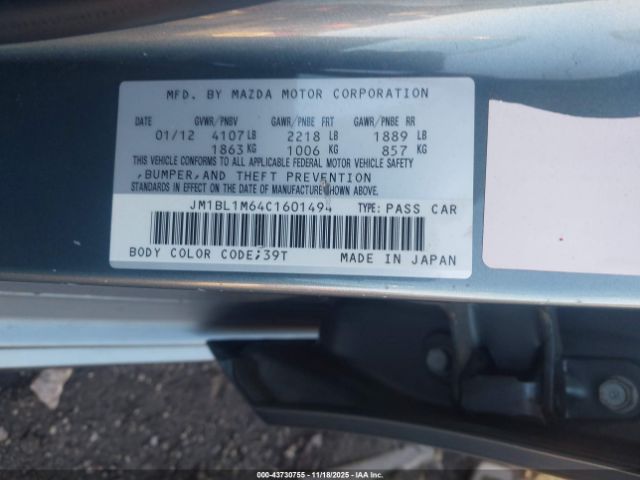 MFD. BY MAZDA MOTOR CORPORATION
DATE GVWR/PNBV GAWR/PNBE FRT GAWR/PNBE RR
01/12 4107 LB 2218 LB 1889 LB
1863 KG 1006 KG 857 KG
THIS VEHICLE CONFORMS TO ALL APPLICABLE FEDERAL MOTOR VEHICLE SAFETY
,BUMPER,AND THEFT PREVENTION
STANDARDS IN EFFECT ON THE DATE OF MANUFACTURE SHOWN ABOVE.
JM1BL1M64C1601494 TYPE: PASS CAR
BODY COLOR CODE;39T MADE IN JAPAN
000-43730755 - 11/18/2025 - IAA Inc.